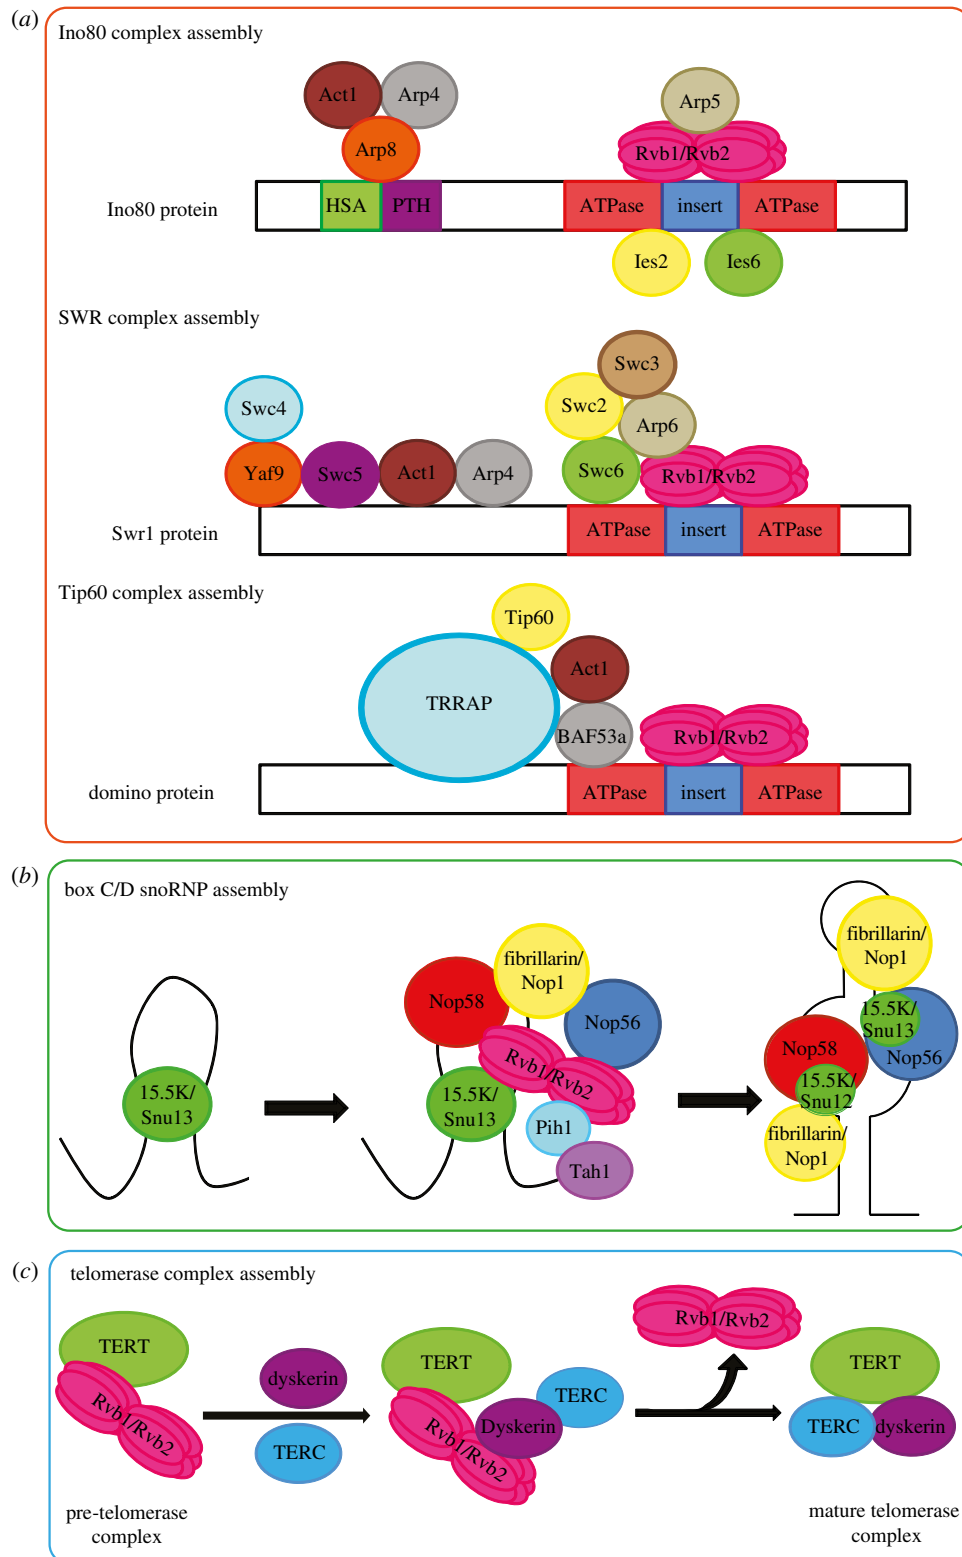 (a)
Ino80 complex assembly
Act1
Arp4
Arp8
Arp5
Rvb1/Rvb2
Ino80 protein
HSA
PTH
ATPase
insert
ATPase
Ies2
Ies6
SWR complex assembly
Swc4
Yaf9
Swc5
Act1
Arp4
Swc3
Swc2
Arp6
Swc6
Rvb1/Rvb2
Swr1 protein
ATPase
insert
ATPase
Tip60 complex assembly
Tip60
TRRAP
Act1
BAF53a
Rvb1/Rvb2
domino protein
ATPase
insert
ATPase
(b)
box C/D snoRNP assembly
15.5K/
Snu13
Nop58
fibrillarin/
Nop1
Nop56
Rvb1/Rvb2
15.5K/
Snu13
Pih1
Tah1
fibrillarin/
Nop1
15.5K/
Snu13
Nop56
Nop58
15.5K/
Snu12
fibrillarin/
Nop1
(c)
telomerase complex assembly
TERT
Rvb1/Rvb2
pre-telomerase
complex
dyskerin
TERC
TERT
Rvb1/Rvb2
Dyskerin
TERC
Rvb1/Rvb2
TERT
TERC
dyskerin
mature telomerase
complex